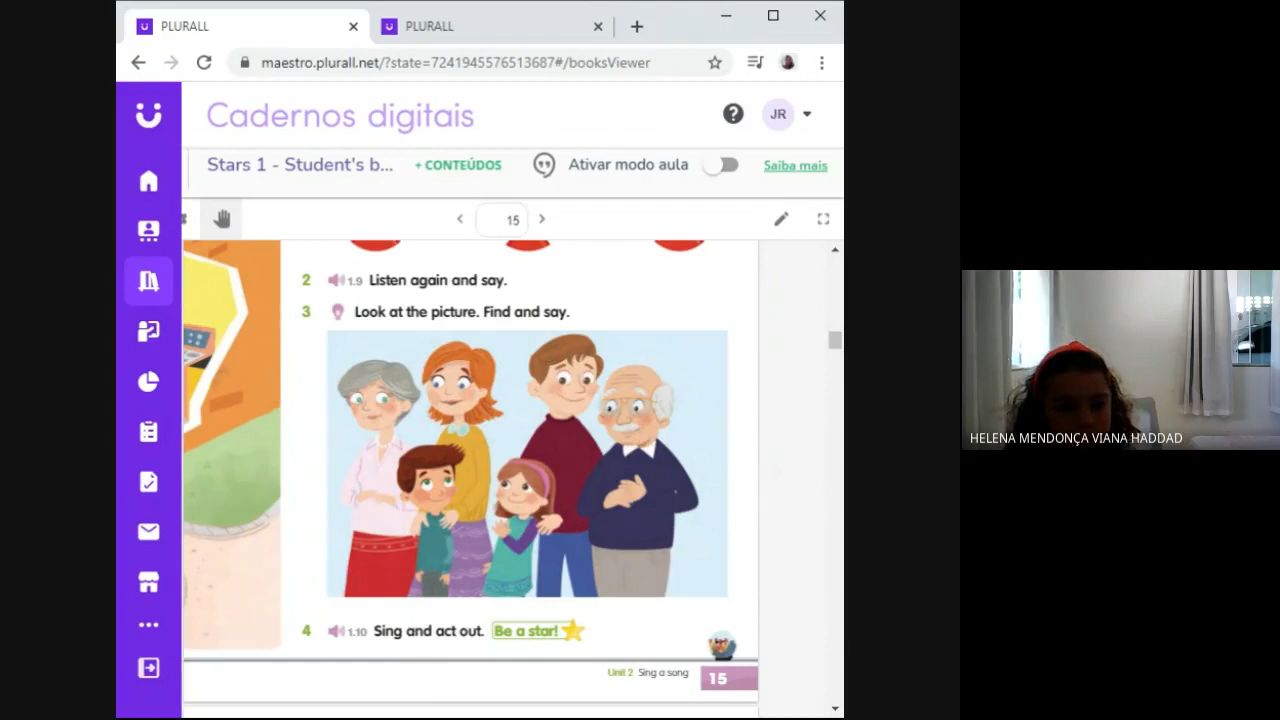 PLURALL
PLURALL
maestro.plurall.net/?state=7241945576513687#/booksViewer
Cadernos digitais
JR
Stars 1 - Student's b...
+ CONTEÚDOS
Ativar modo aula
Saiba mais
15
2 1.9 Listen again and say.
3 Look at the picture. Find and say.
4 1.10 Sing and act out. Be a star!
Unit 2 Sing a song 15
HELENA MENDONÇA VIANA HADDAD